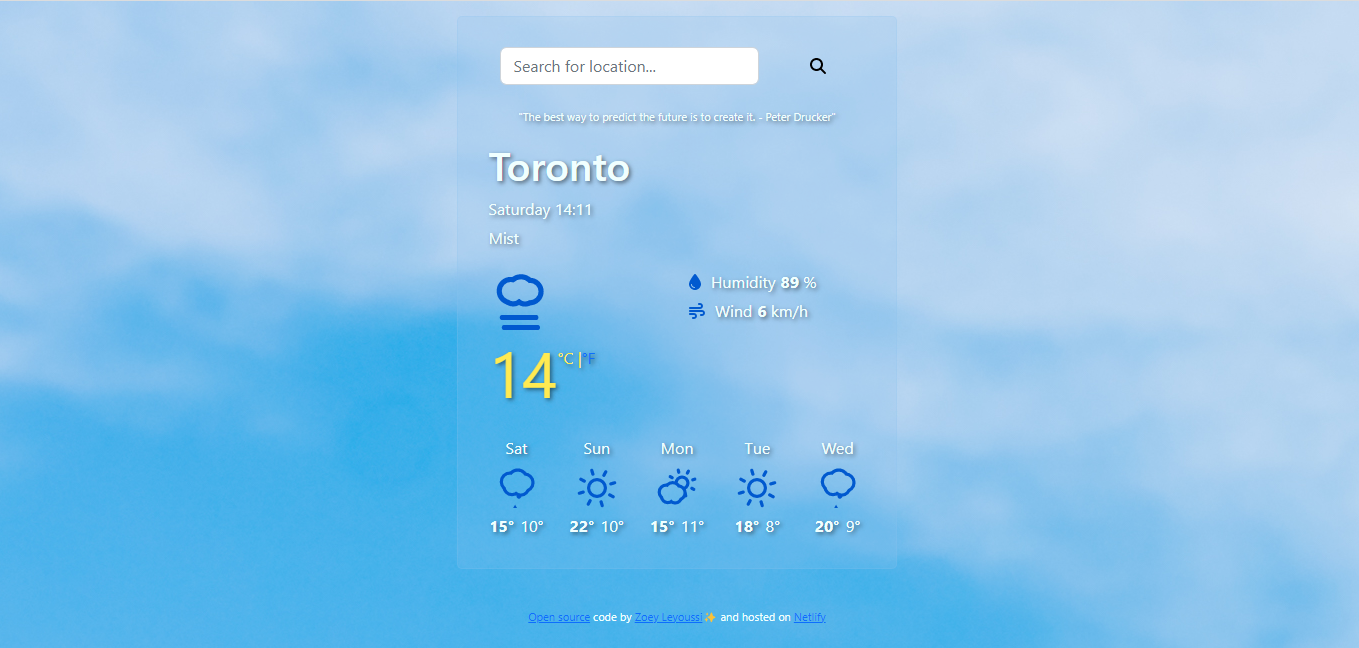 Search for location...
"The best way to predict the future is to create it. - Peter Drucker"
Toronto
Saturday 14:11
Mist
Humidity 89 %
Wind 6 km/h
14 °C | °F
Sat Sun Mon Tue Wed
15° 10° 22° 10° 15° 11° 18° 8° 20° 9°
Open source code by Zoey Levoussi✨ and hosted on Netlify